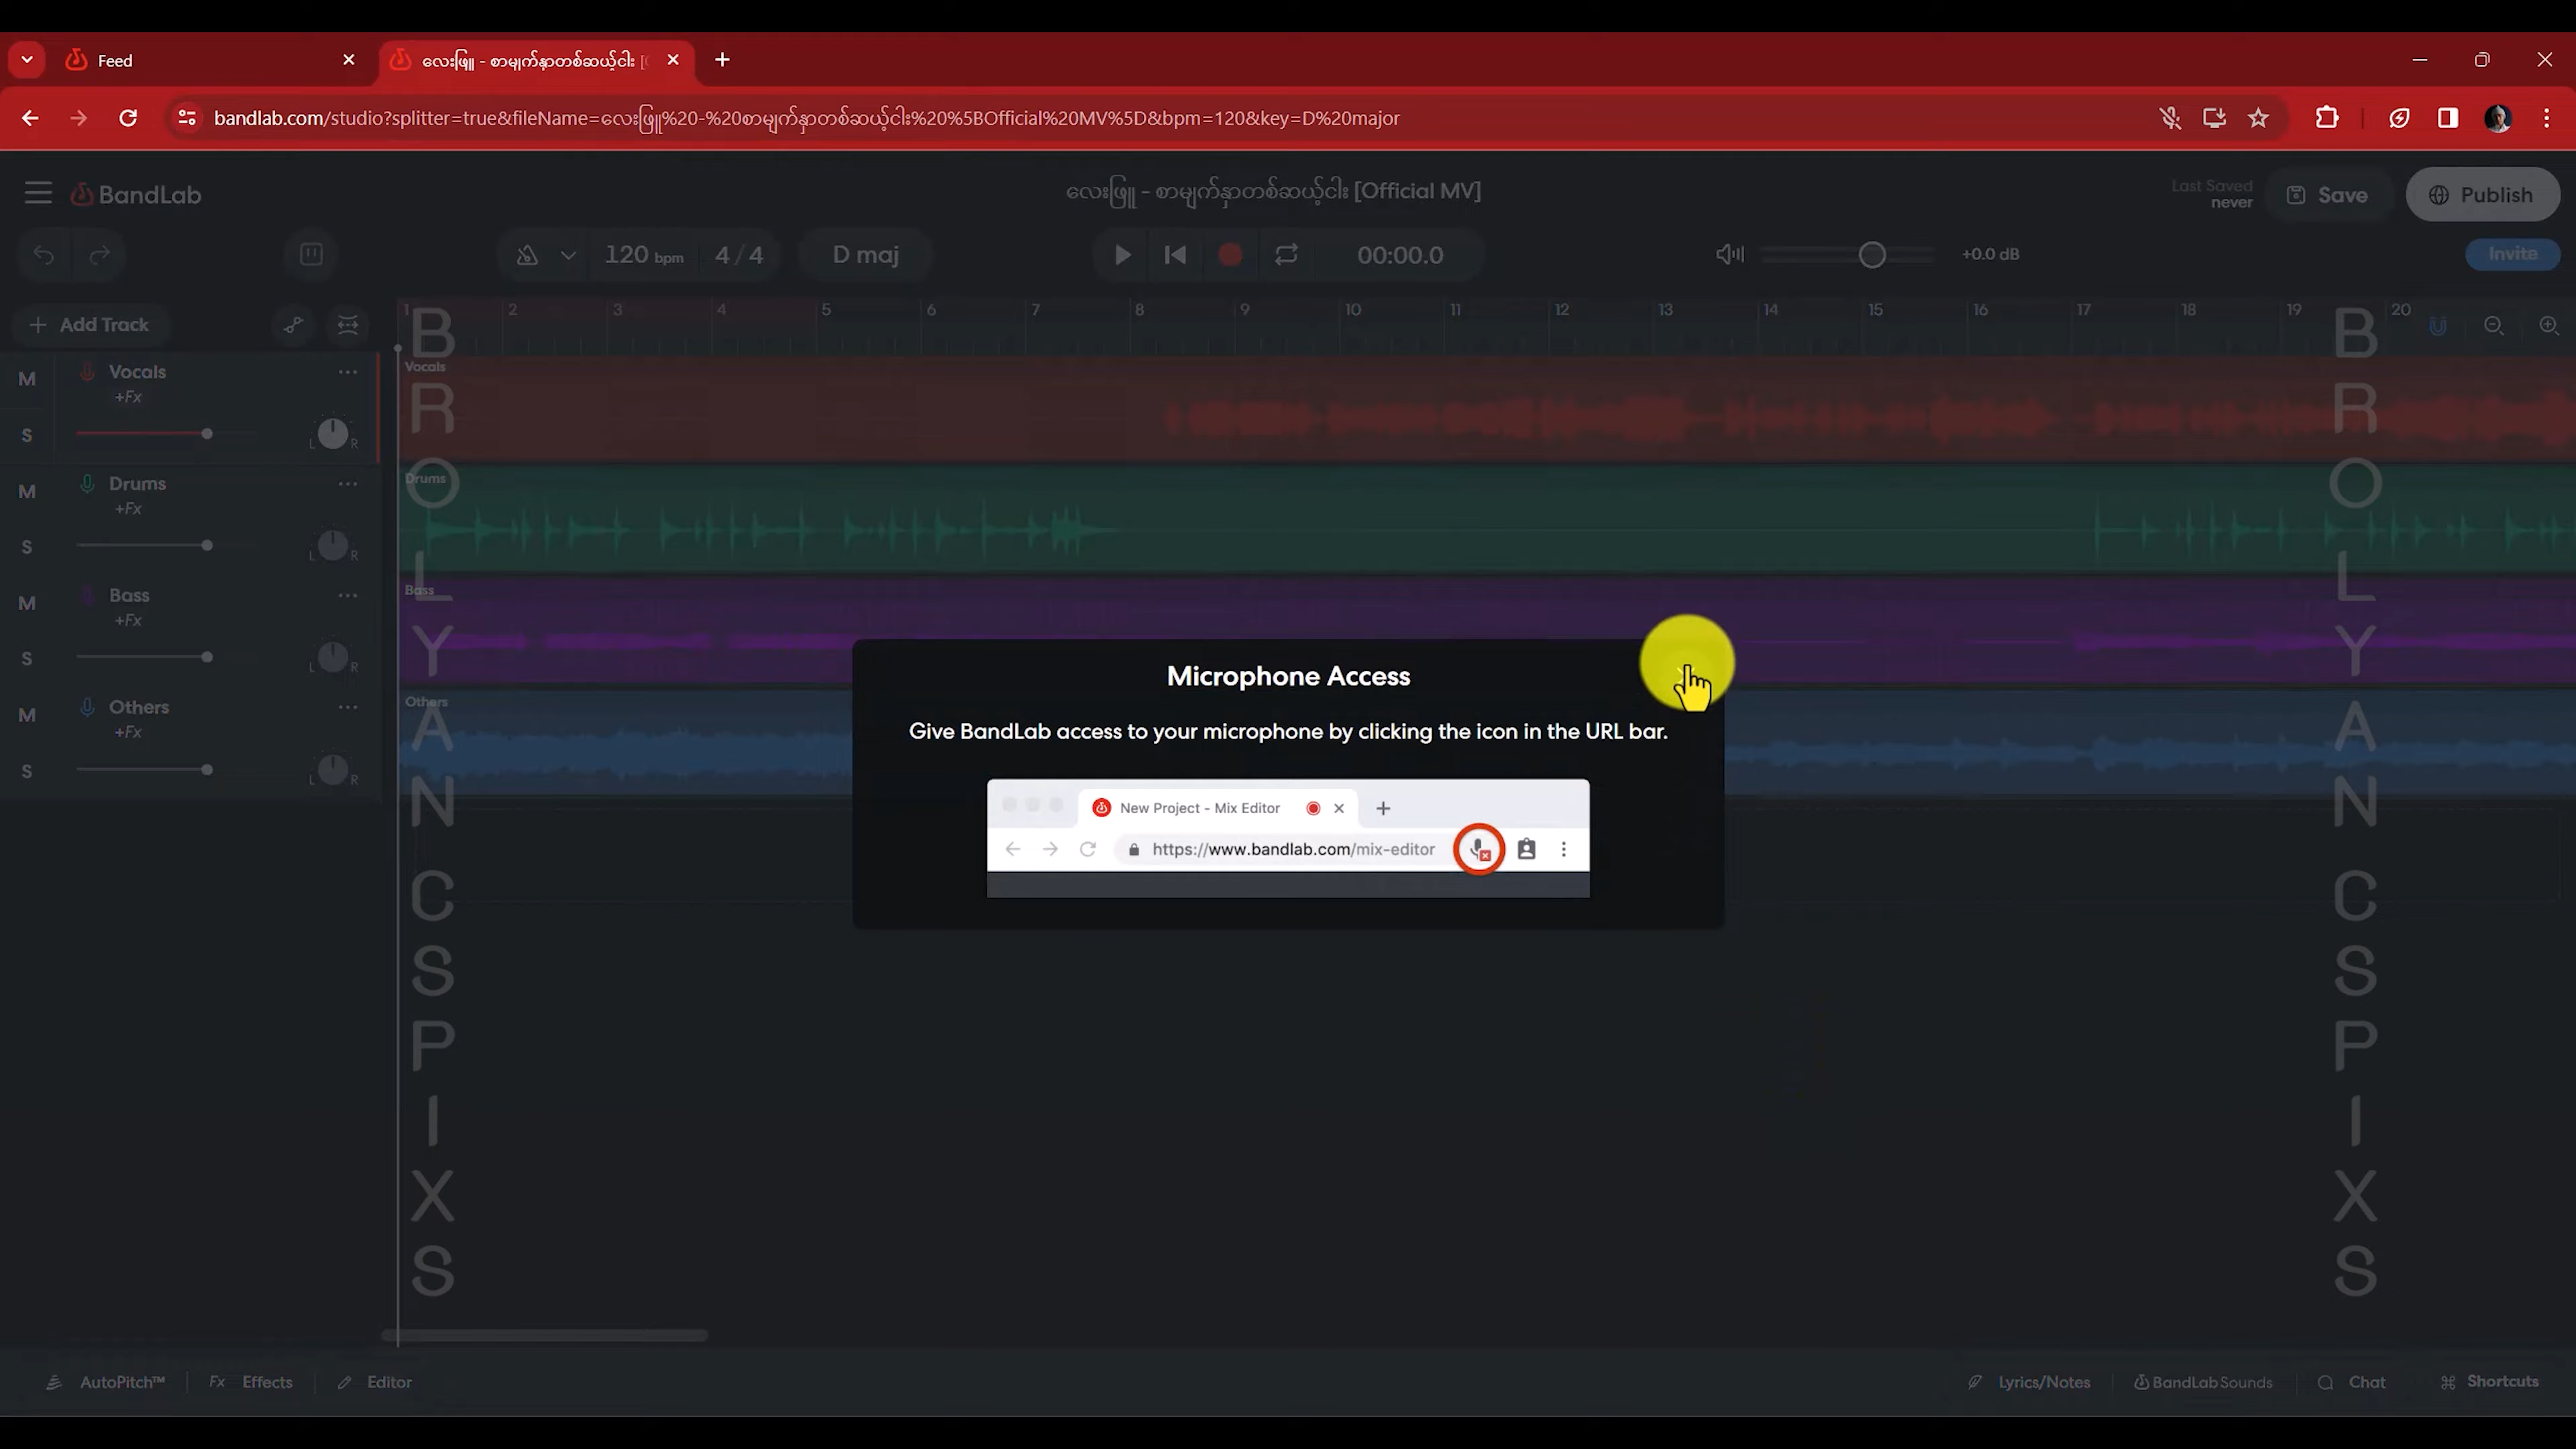 Feed
လေးဖြူ - စာမျက်နှာတစ်ဆယ့်ငါး [
bandlab.com/studio?splitter=true&fileName=လေးဖြူ%20-%20စာမျက်နှာတစ်ဆယ့်ငါး%20%5BOfficial%20MV%5D&bpm=120&key=D%20major
BandLab
လေးဖြူ - စာမျက်နှာတစ်ဆယ့်ငါး [Official MV]
Last Saved
never
Save
Publish
120 bpm
4 / 4
D maj
00:00.0
+0.0 dB
Invite
Add Track
1 2 3 4 5 6 7 8 9 10 11 12 13 14 15 16 17 18 19 20
M
Vocals
+Fx
S
L R
Vocals
M
Drums
+Fx
S
L R
Drums
M
Bass
+Fx
S
L R
Bass
M
Others
+Fx
S
L R
Others
BROLYANCSPIXS
BROLYANCSPIXS
Microphone Access
Give BandLab access to your microphone by clicking the icon in the URL bar.
New Project - Mix Editor
https://www.bandlab.com/mix-editor
AutoPitch™
Fx Effects
Editor
Lyrics/Notes
BandLab Sounds
Chat
Shortcuts